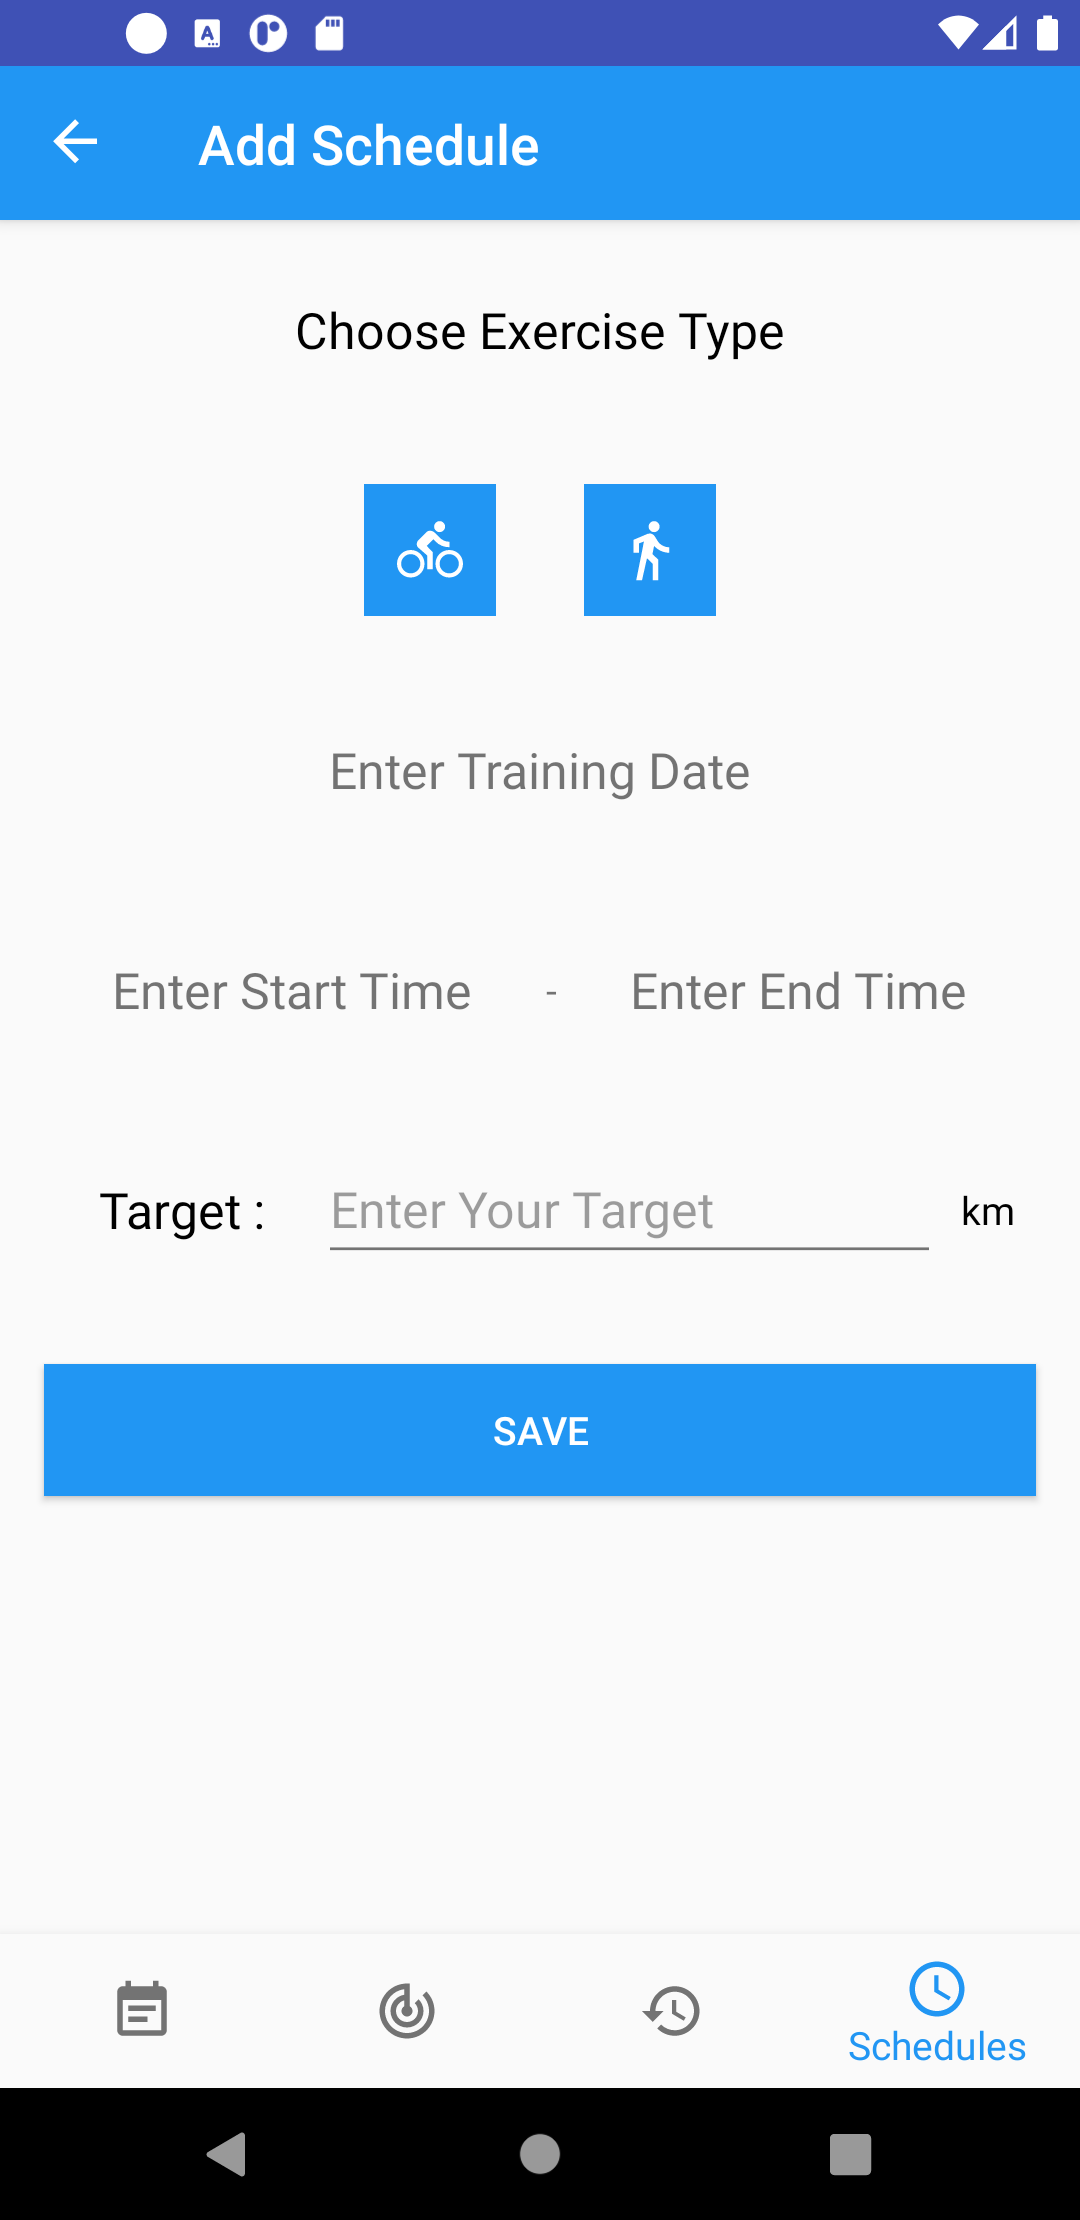 Add Schedule
Choose Exercise Type
Enter Training Date
Enter Start Time - Enter End Time
Target : Enter Your Target km
SAVE
Schedules